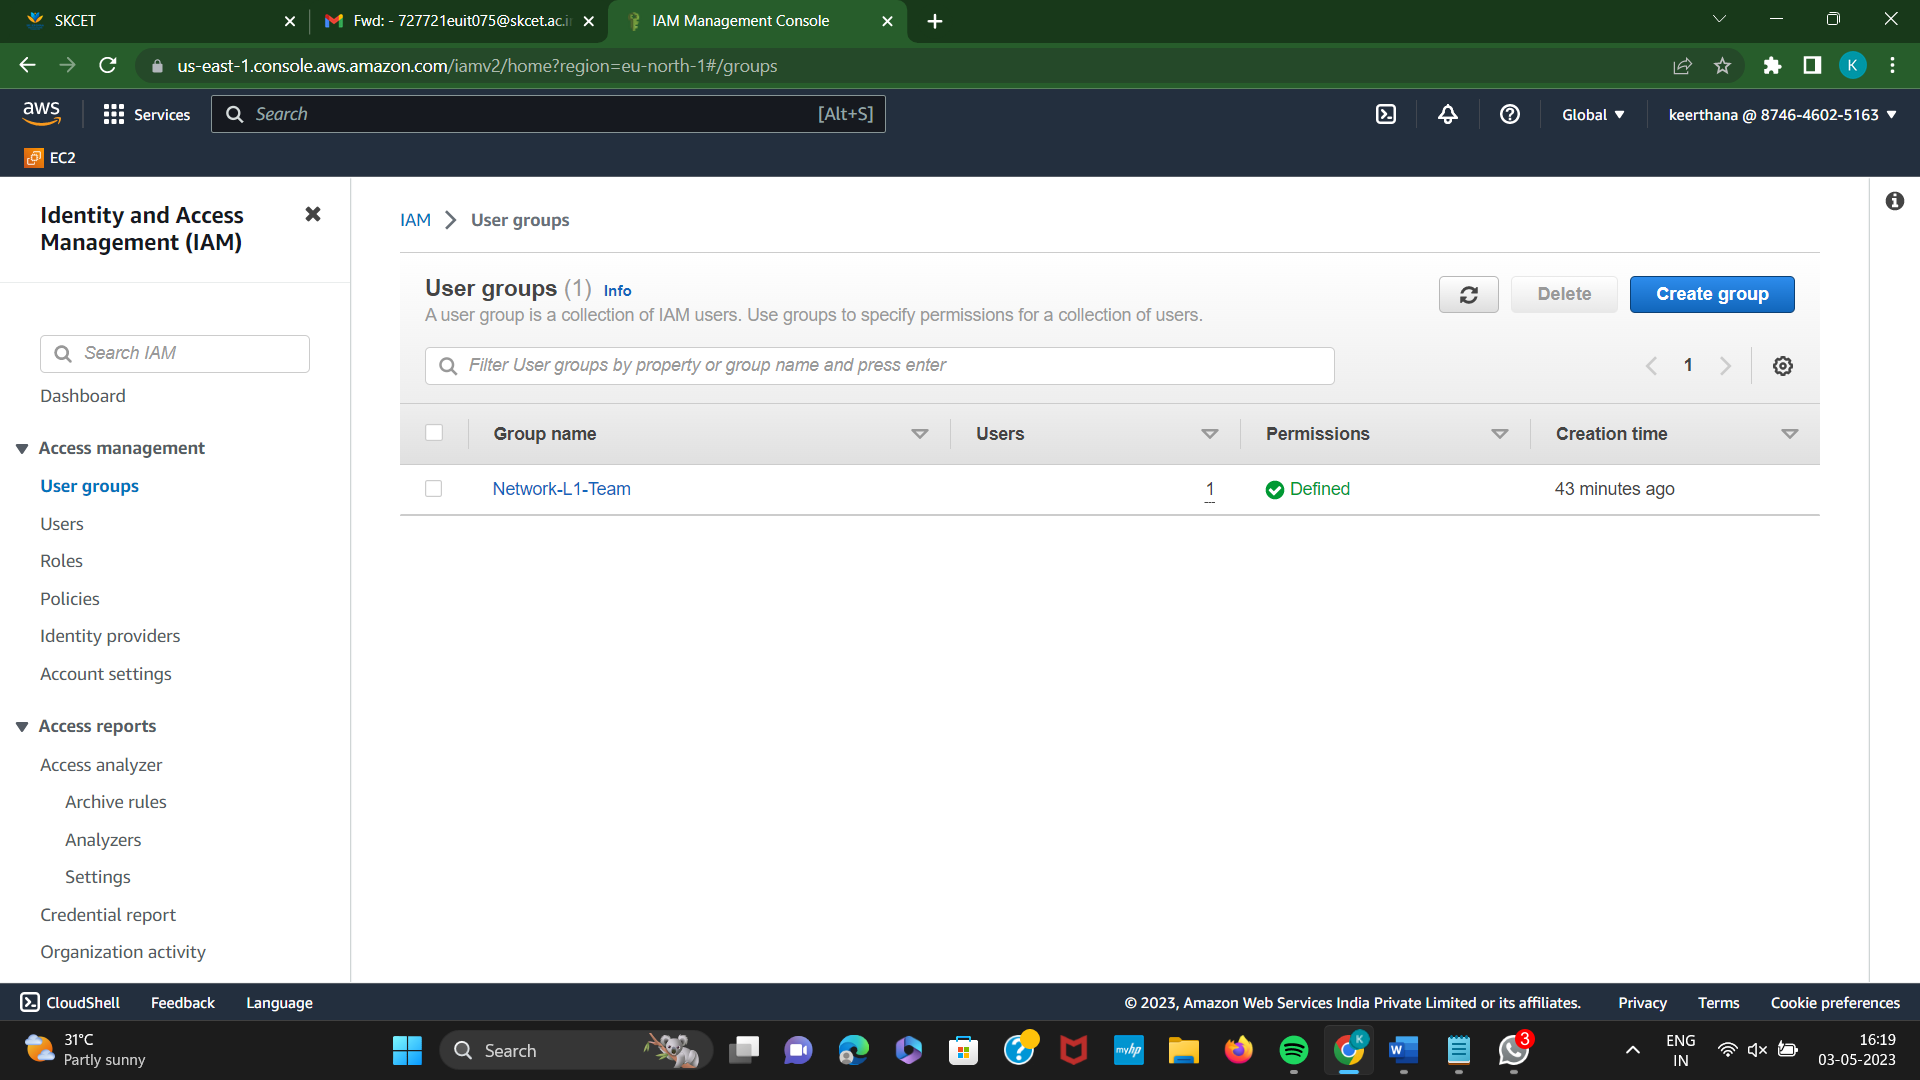 SKCET
Fwd: - 727721euit075@skcet.ac.i
IAM Management Console
us-east-1.console.aws.amazon.com/iamv2/home?region=eu-north-1#/groups
K
aws
Services
Search
[Alt+S]
Global
keerthana @ 8746-4602-5163
EC2
Identity and Access
Management (IAM)
Search IAM
Dashboard
Access management
User groups
Users
Roles
Policies
Identity providers
Account settings
Access reports
Access analyzer
Archive rules
Analyzers
Settings
Credential report
Organization activity
IAM
User groups
User groups (1) Info
A user group is a collection of IAM users. Use groups to specify permissions for a collection of users.
Delete
Create group
Filter User groups by property or group name and press enter
1
Group name
Users
Permissions
Creation time
Network-L1-Team
1
Defined
43 minutes ago
CloudShell
Feedback
Language
© 2023, Amazon Web Services India Private Limited or its affiliates.
Privacy
Terms
Cookie preferences
31°C
Partly sunny
Search
myhp
K
W
3
ENG
IN
16:19
03-05-2023